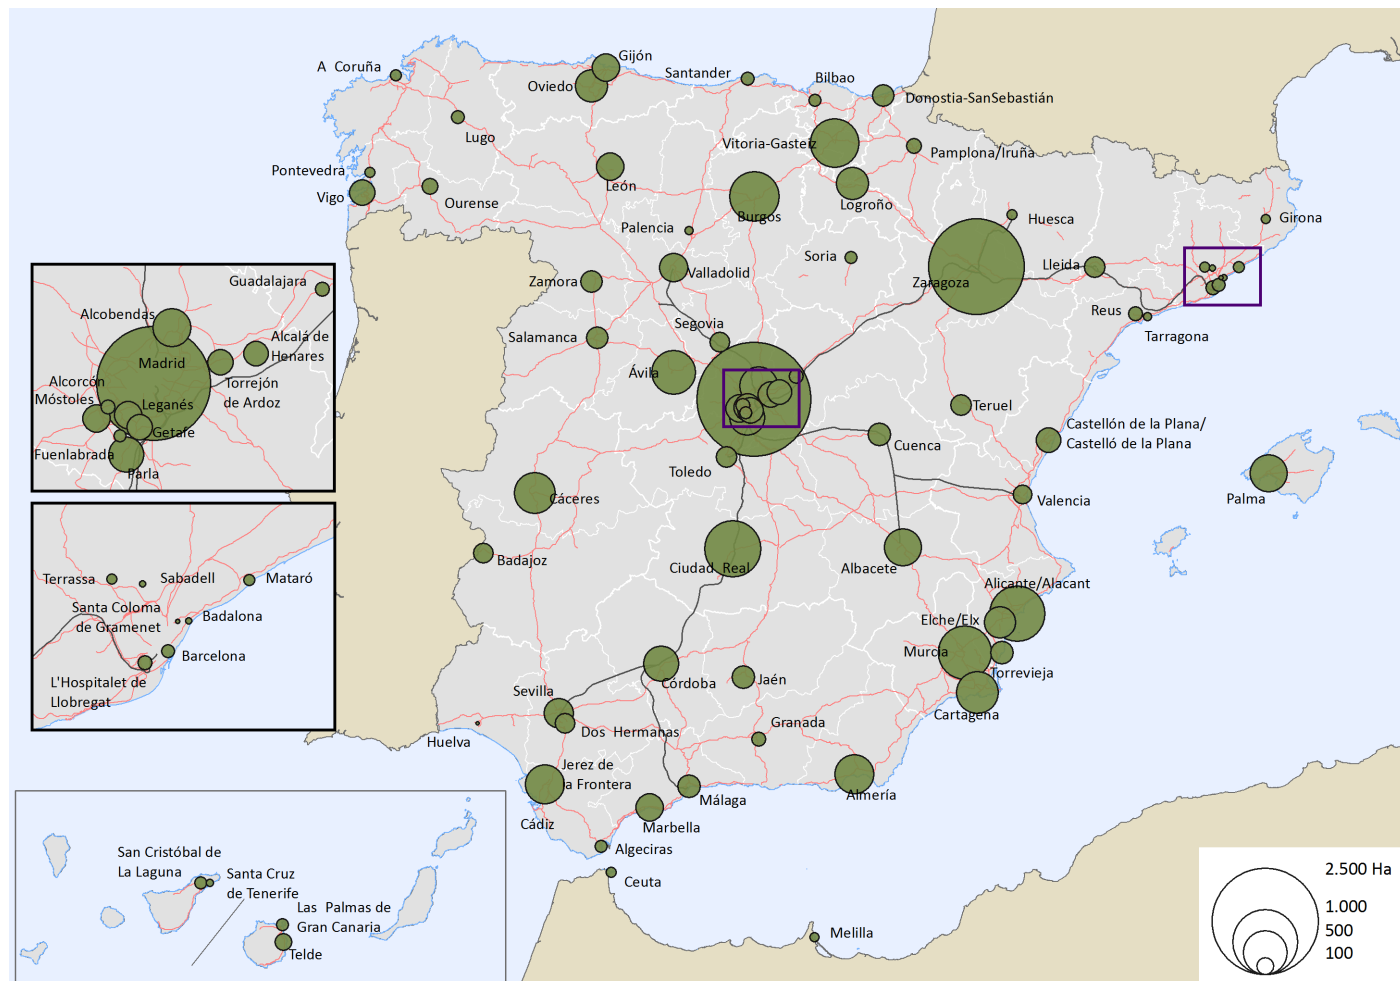 Gijón
A Coruña
Santander
Bilbao
Oviedo
Donostia-SanSebastián
Lugo
Vitoria-Gasteiz
Pamplona/Iruña
Pontevedra
León
Vigo
Ourense
Logroño
Burgos
Huesca
Girona
Palencia
Soria
Zamora
Valladolid
Zaragoza
Lleida
Reus
Tarragona
Salamanca
Segovia
Ávila
Teruel
Castellón de la Plana/
Castelló de la Plana
Cuenca
Toledo
Cáceres
Valencia
Palma
Badajoz
Ciudad Real
Albacete
Alicante/Alacant
Elche/Elx
Murcia
Torrevieja
Cartagena
Córdoba
Jaén
Sevilla
Dos Hermanas
Granada
Huelva
Jerez de
la Frontera
Cádiz
Málaga
Marbella
Almería
Algeciras
Ceuta
Melilla
Guadalajara
Alcobendas
Alcalá de
Henares
Madrid
Torrejón
de Ardoz
Alcorcón
Móstoles
Leganés
Getafe
Fuenlabrada
Parla
Terrassa
Sabadell
Mataró
Santa Coloma
de Gramenet
Badalona
Barcelona
L'Hospitalet de
Llobregat
San Cristóbal de
La Laguna
Santa Cruz
de Tenerife
Las Palmas de
Gran Canaria
Telde
2.500 Ha
1.000
500
100